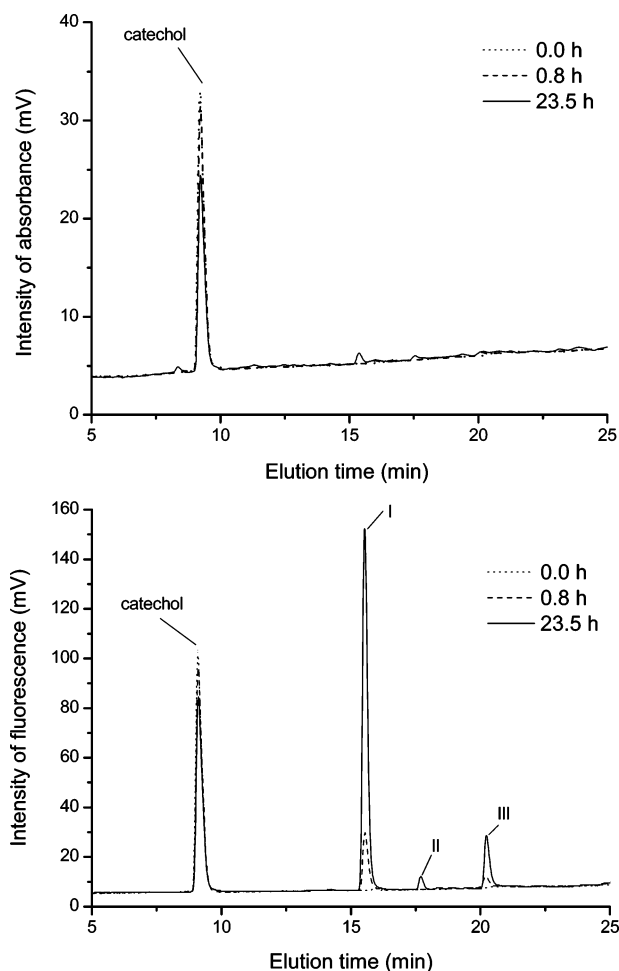 catechol
0.0 h
0.8 h
23.5 h
Intensity of absorbance (mV)
40
30
20
10
0
5 10 15 20 25
Elution time (min)
I
catechol
0.0 h
0.8 h
23.5 h
II
III
Intensity of fluorescence (mV)
160
140
120
100
80
60
40
20
0
5 10 15 20 25
Elution time (min)